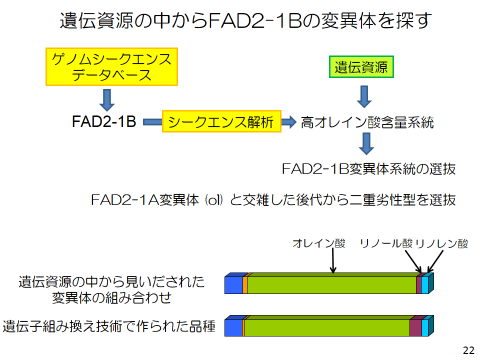 遺伝資源の中からFAD2-1Bの変異体を探す
ゲノムシークエンス
データベース
遺伝資源
FAD2-1B
シークエンス解析
高オレイン酸含量系統
FAD2-1B変異体系統の選抜
FAD2-1A変異体 (ol) と交雑した後代から二重劣性型を選抜
オレイン酸
リノール酸
リノレン酸
遺伝資源の中から見いだされた
変異体の組み合わせ
遺伝子組み換え技術で作られた品種
22